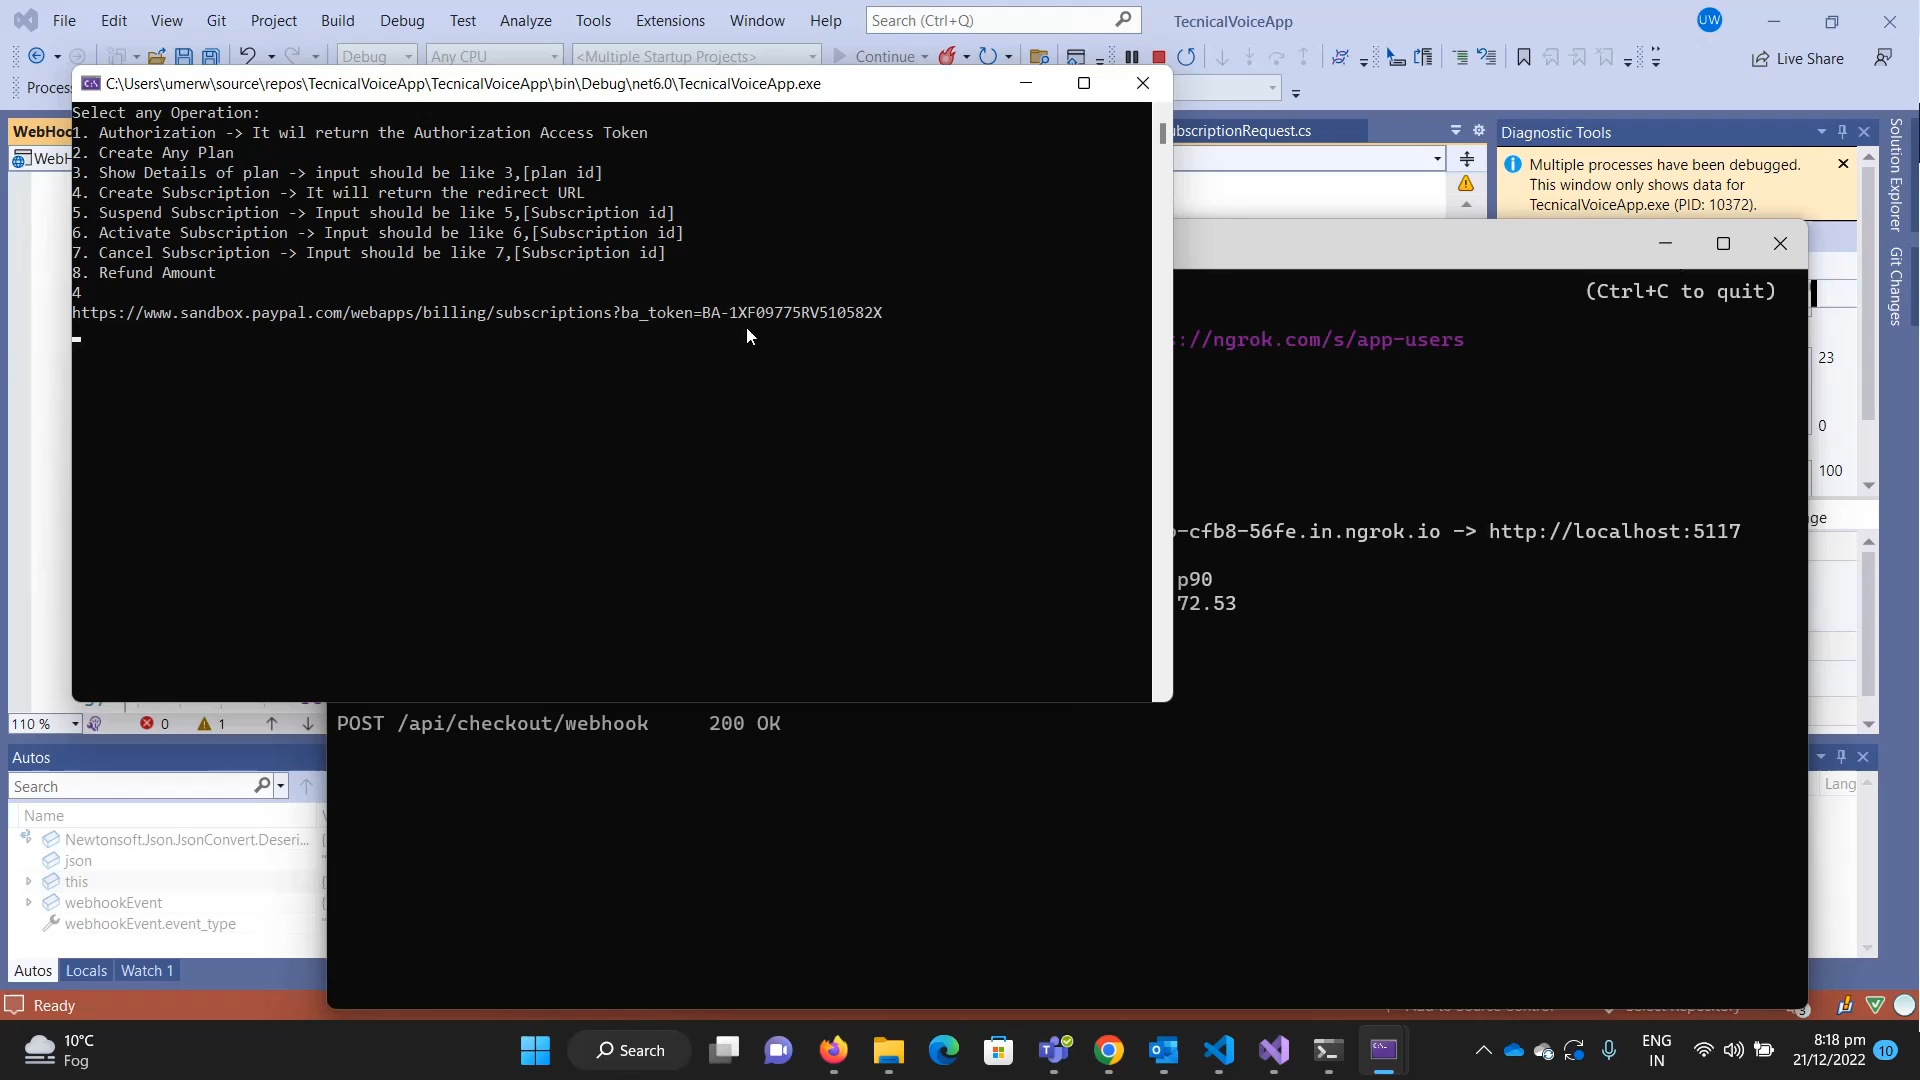 File Edit View Git Project Build Debug Test Analyze Tools Extensions Window Help Search (Ctrl+Q) TecnicalVoiceApp UW
Debug Any CPU <Multiple Startup Projects> Continue Live Share
Proces
C:\Users\umerw\source\repos\TecnicalVoiceApp\TecnicalVoiceApp\bin\Debug\net6.0\TecnicalVoiceApp.exe
Select any Operation:
1. Authorization -> It wil return the Authorization Access Token
2. Create Any Plan
3. Show Details of plan -> input should be like 3,[plan id]
4. Create Subscription -> It will return the redirect URL
5. Suspend Subscription -> Input should be like 5,[Subscription id]
6. Activate Subscription -> Input should be like 6,[Subscription id]
7. Cancel Subscription -> Input should be like 7,[Subscription id]
8. Refund Amount
4
https://www.sandbox.paypal.com/webapps/billing/subscriptions?ba_token=BA-1XF09775RV510582X
WebHoo
WebH
ubscriptionRequest.cs
Diagnostic Tools
Multiple processes have been debugged.
This window only shows data for
TecnicalVoiceApp.exe (PID: 10372).
Solution Explorer
Git Changes
(Ctrl+C to quit)
://ngrok.com/s/app-users
23
0
100
nge
-cfb8-56fe.in.ngrok.io -> http://localhost:5117
p90
72.53
POST /api/checkout/webhook 200 OK
110 % 0 1
Autos
Search
Name
Newtonsoft.Json.JsonConvert.Deseri...
json
this
webhookEvent
webhookEvent.event_type
Lang
Autos Locals Watch 1
Ready
10°C
Fog
Search
ENG
IN
8:18 pm
21/12/2022
10